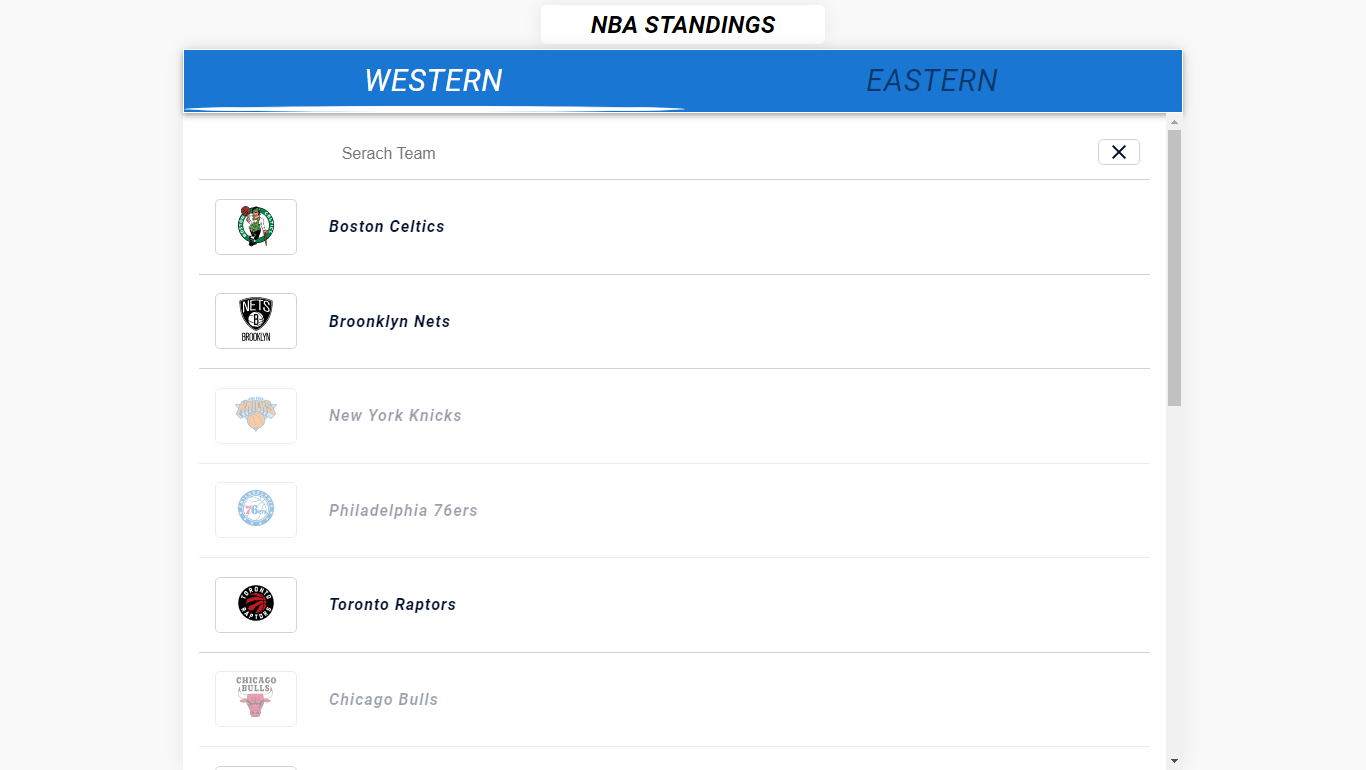 NBA STANDINGS
WESTERN
EASTERN
Serach Team
Boston Celtics
NETS
B
BROOKLYN
Broonklyn Nets
New York Knicks
76ers
Philadelphia 76ers
TORONTO
RAPTORS
Toronto Raptors
CHICAGO
BULLS
Chicago Bulls